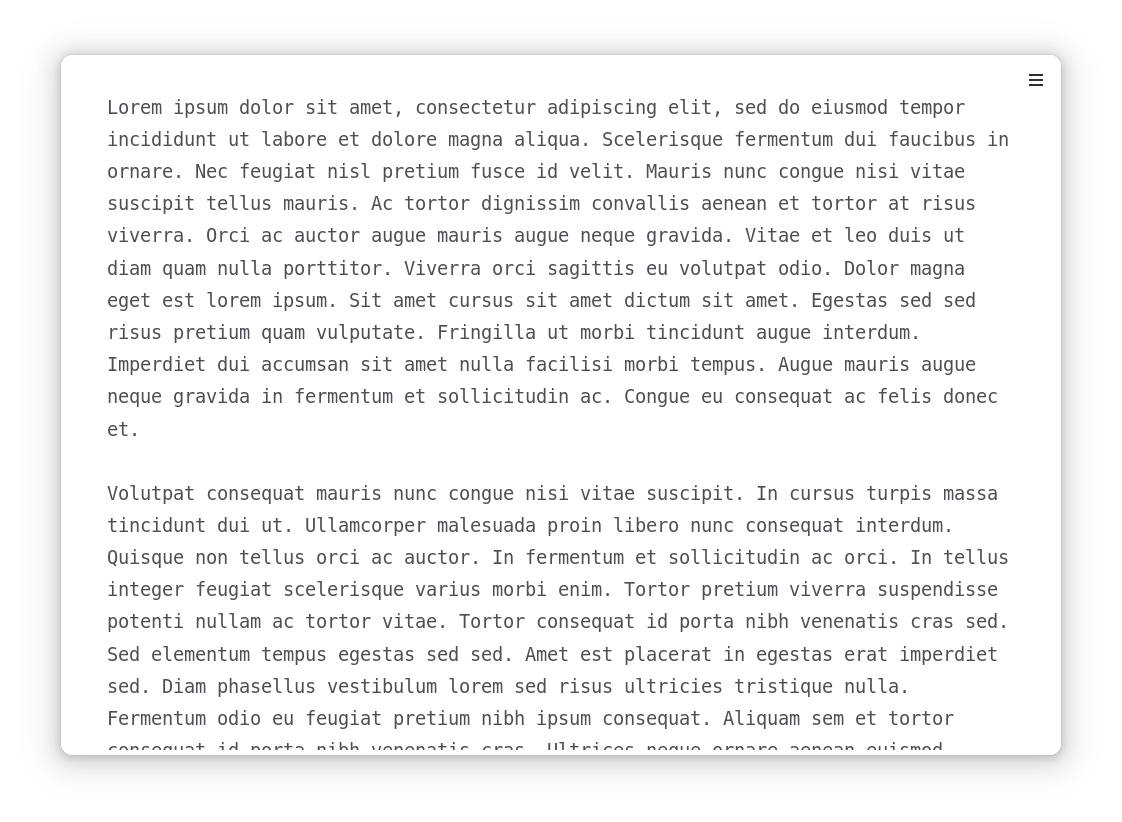 Lorem ipsum dolor sit amet, consectetur adipiscing elit, sed do eiusmod tempor
incididunt ut labore et dolore magna aliqua. Scelerisque fermentum dui faucibus in
ornare. Nec feugiat nisl pretium fusce id velit. Mauris nunc congue nisi vitae
suscipit tellus mauris. Ac tortor dignissim convallis aenean et tortor at risus
viverra. Orci ac auctor augue mauris augue neque gravida. Vitae et leo duis ut
diam quam nulla porttitor. Viverra orci sagittis eu volutpat odio. Dolor magna
eget est lorem ipsum. Sit amet cursus sit amet dictum sit amet. Egestas sed sed
risus pretium quam vulputate. Fringilla ut morbi tincidunt augue interdum.
Imperdiet dui accumsan sit amet nulla facilisi morbi tempus. Augue mauris augue
neque gravida in fermentum et sollicitudin ac. Congue eu consequat ac felis donec
et.
Volutpat consequat mauris nunc congue nisi vitae suscipit. In cursus turpis massa
tincidunt dui ut. Ullamcorper malesuada proin libero nunc consequat interdum.
Quisque non tellus orci ac auctor. In fermentum et sollicitudin ac orci. In tellus
integer feugiat scelerisque varius morbi enim. Tortor pretium viverra suspendisse
potenti nullam ac tortor vitae. Tortor consequat id porta nibh venenatis cras sed.
Sed elementum tempus egestas sed sed. Amet est placerat in egestas erat imperdiet
sed. Diam phasellus vestibulum lorem sed risus ultricies tristique nulla.
Fermentum odio eu feugiat pretium nibh ipsum consequat. Aliquam sem et tortor
consequat id porta nibh venenatis cras. Ultrices neque ornare aenean euismod